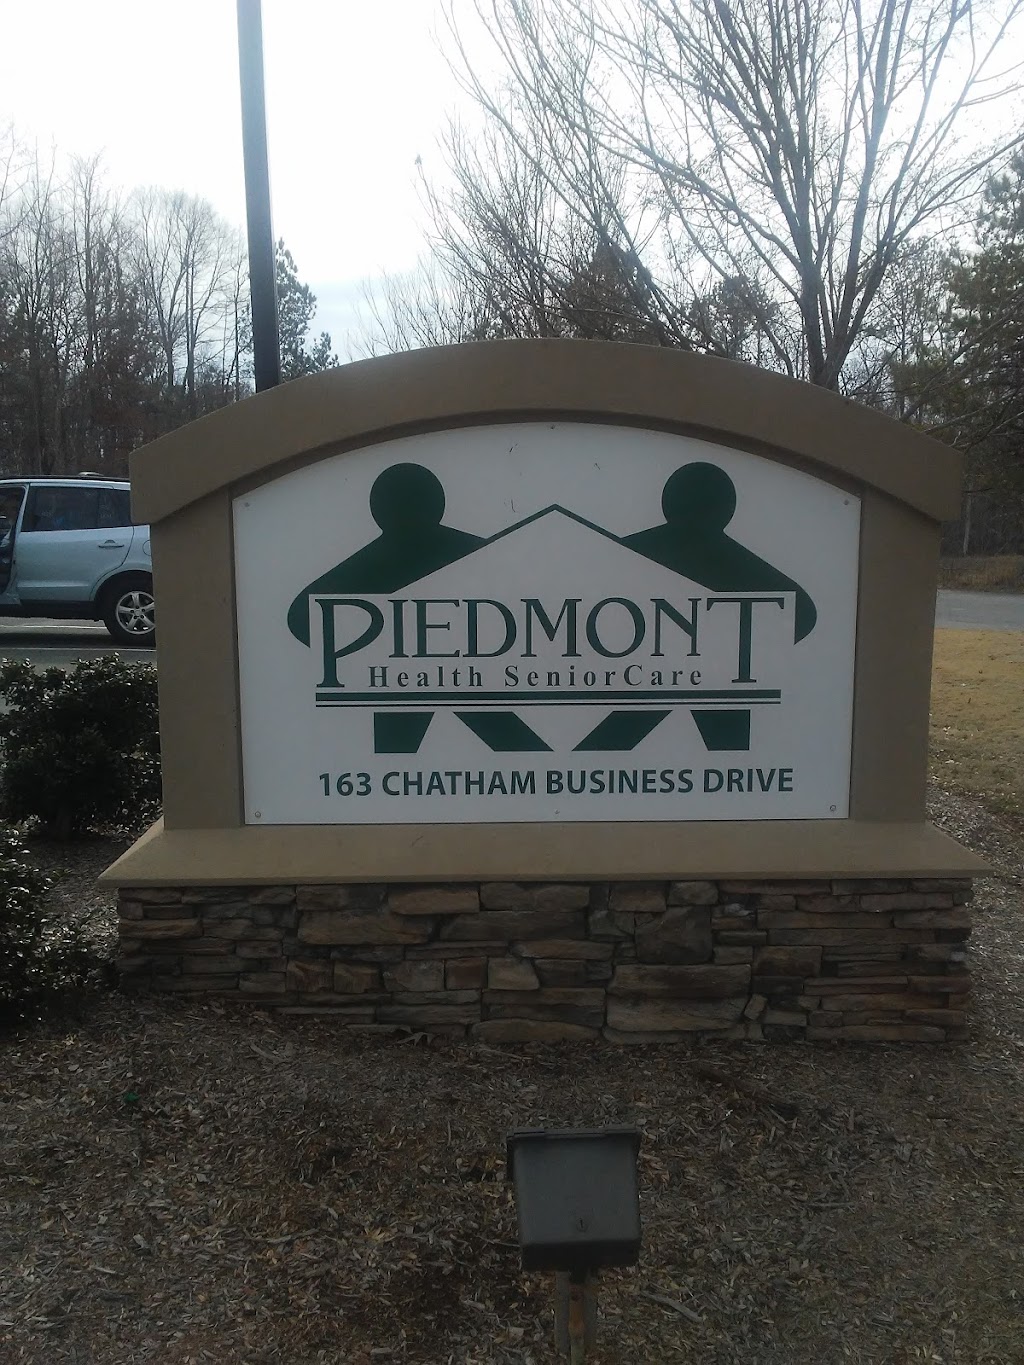 PIEDMONT
Health SeniorCare
163 CHATHAM BUSINESS DRIVE